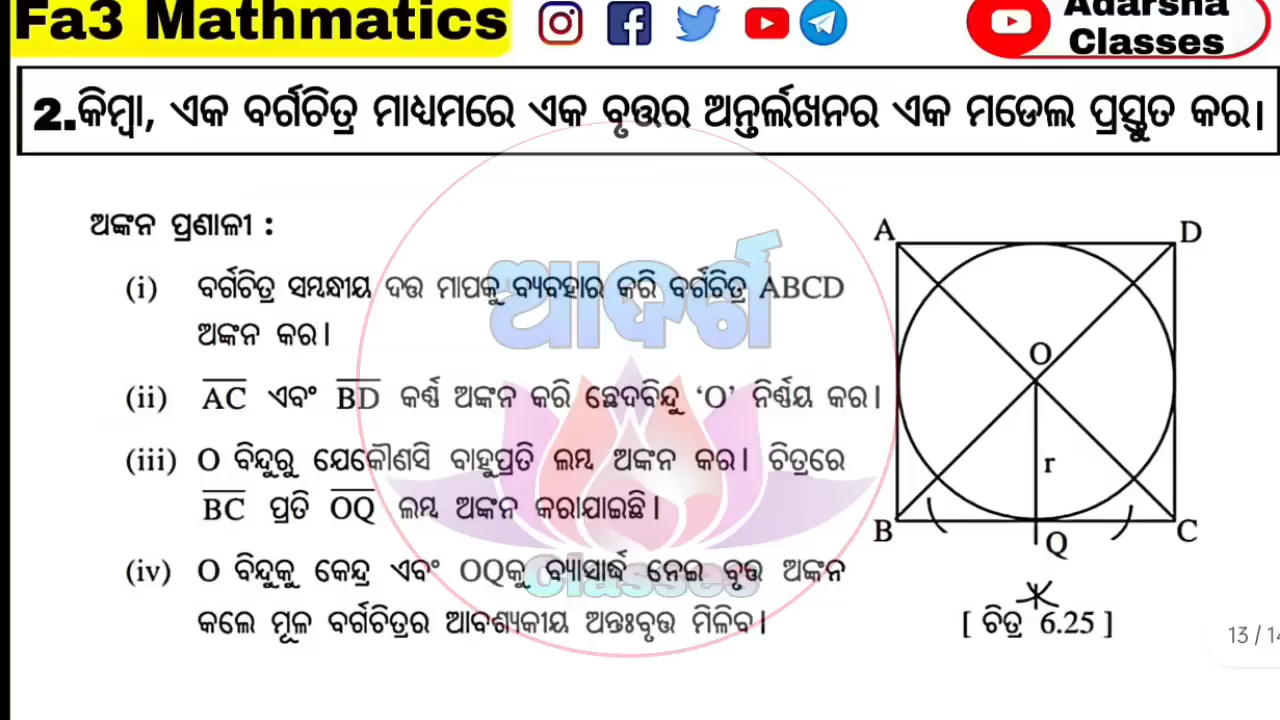 Fa3 Mathmatics
Adarsha
Classes
2.କିମ୍ବା, ଏକ ବର୍ଗଚିତ୍ର ମାଧ୍ୟମରେ ଏକ ବୃତ୍ତର ଅନ୍ତର୍ଲଖନର ଏକ ମଡେଲ ପ୍ରସ୍ତୁତ କର।
ଅଙ୍କନ ପ୍ରଣାଳୀ :
(i) ବର୍ଗଚିତ୍ର ସମ୍ବନ୍ଧୀୟ ଦତ୍ତ ମାପକୁ ବ୍ୟବହାର କରି ବର୍ଗଚିତ୍ର ABCD
ଅଙ୍କନ କର।
(ii) AC ଏବଂ BD କର୍ଣ୍ଣ ଅଙ୍କନ କରି ଛେଦବିନ୍ଦୁ ‘O’ ନିର୍ଣ୍ଣୟ କର।
(iii) O ବିନ୍ଦୁରୁ ଯେକୌଣସି ବାହୁପ୍ରତି ଲମ୍ବ ଅଙ୍କନ କର। ଚିତ୍ରରେ
BC ପ୍ରତି OQ ଲମ୍ବ ଅଙ୍କନ କରାଯାଇଛି।
(iv) O ବିନ୍ଦୁକୁ କେନ୍ଦ୍ର ଏବଂ OQକୁ ବ୍ୟାସାର୍ଦ୍ଧ ନେଇ ବୃତ୍ତ ଅଙ୍କନ
କଲେ ମୂଳ ବର୍ଗଚିତ୍ରର ଆବଶ୍ୟକୀୟ ଅନ୍ତଃବୃତ୍ତ ମିଳିବ।
A D
O
r
B C
Q
[ ଚିତ୍ର 6.25 ]
13 / 14
ଆଦର୍ଶ
Classes